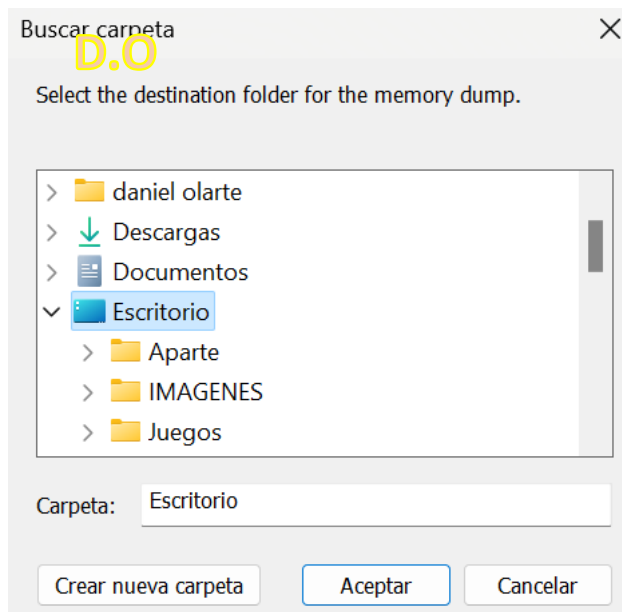 Buscar carpeta
D.O
Select the destination folder for the memory dump.
daniel olarte
Descargas
Documentos
Escritorio
Aparte
IMAGENES
Juegos
Carpeta: Escritorio
Crear nueva carpeta Aceptar Cancelar